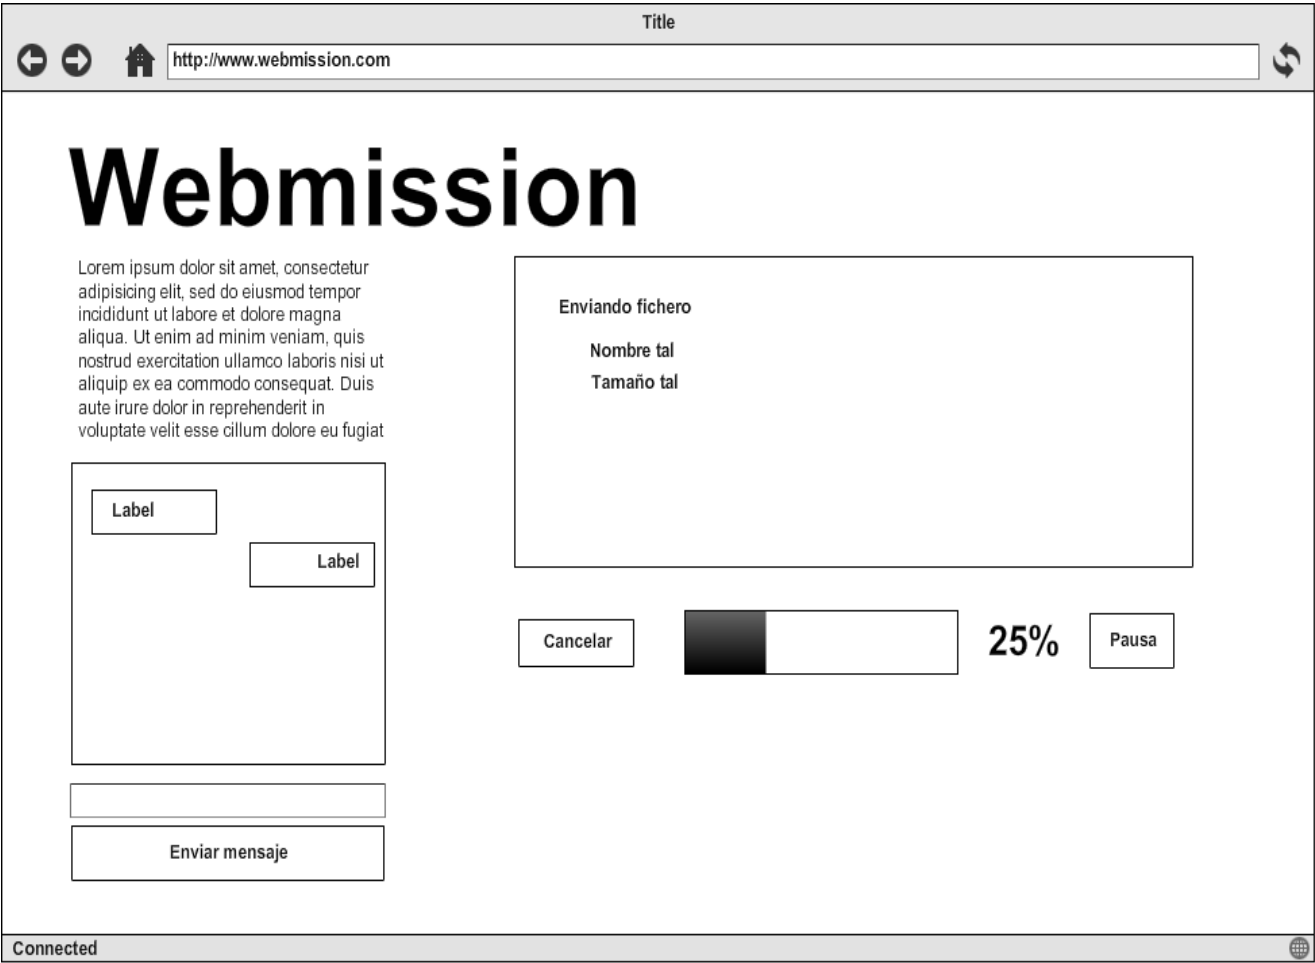 Title
http://www.webmission.com
Webmission
Lorem ipsum dolor sit amet, consectetur
adipisicing elit, sed do eiusmod tempor
incididunt ut labore et dolore magna
aliqua. Ut enim ad minim veniam, quis
nostrud exercitation ullamco laboris nisi ut
aliquip ex ea commodo consequat. Duis
aute irure dolor in reprehenderit in
voluptate velit esse cillum dolore eu fugiat
Label
Label
Enviar mensaje
Enviando fichero
Nombre tal
Tamaño tal
Cancelar
25%
Pausa
Connected